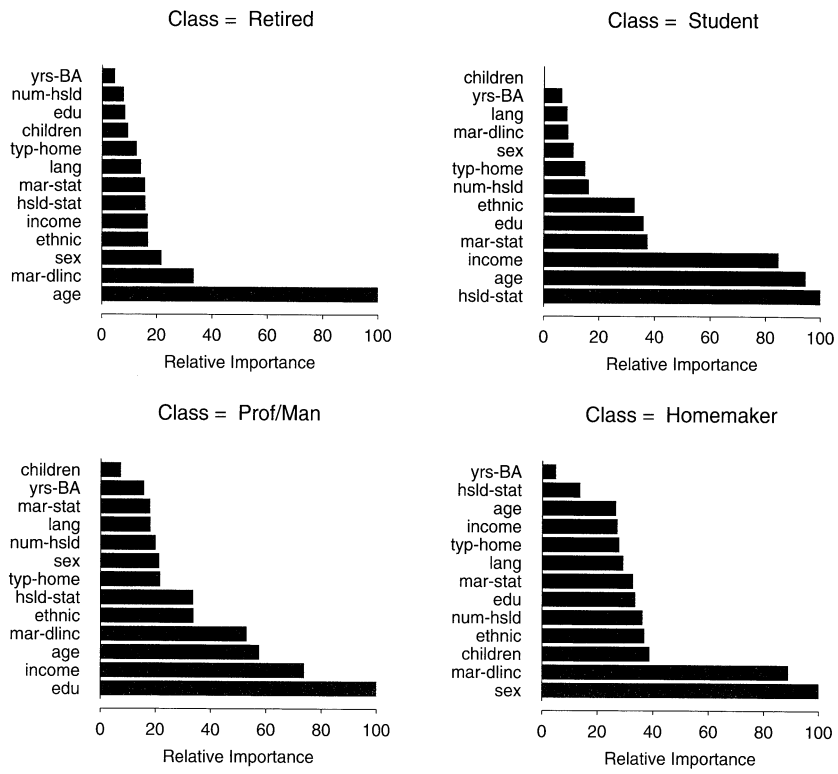 Class = Retired
yrs-BA
num-hsld
edu
children
typ-home
lang
mar-stat
hsld-stat
income
ethnic
sex
mar-dlinc
age
0 20 40 60 80 100
Relative Importance
Class = Student
children
yrs-BA
lang
mar-dlinc
sex
typ-home
num-hsld
ethnic
edu
mar-stat
income
age
hsld-stat
0 20 40 60 80 100
Relative Importance
Class = Prof/Man
children
yrs-BA
mar-stat
lang
num-hsld
sex
typ-home
hsld-stat
ethnic
mar-dlinc
age
income
edu
0 20 40 60 80 100
Relative Importance
Class = Homemaker
yrs-BA
hsld-stat
age
income
typ-home
lang
mar-stat
edu
num-hsld
ethnic
children
mar-dlinc
sex
0 20 40 60 80 100
Relative Importance